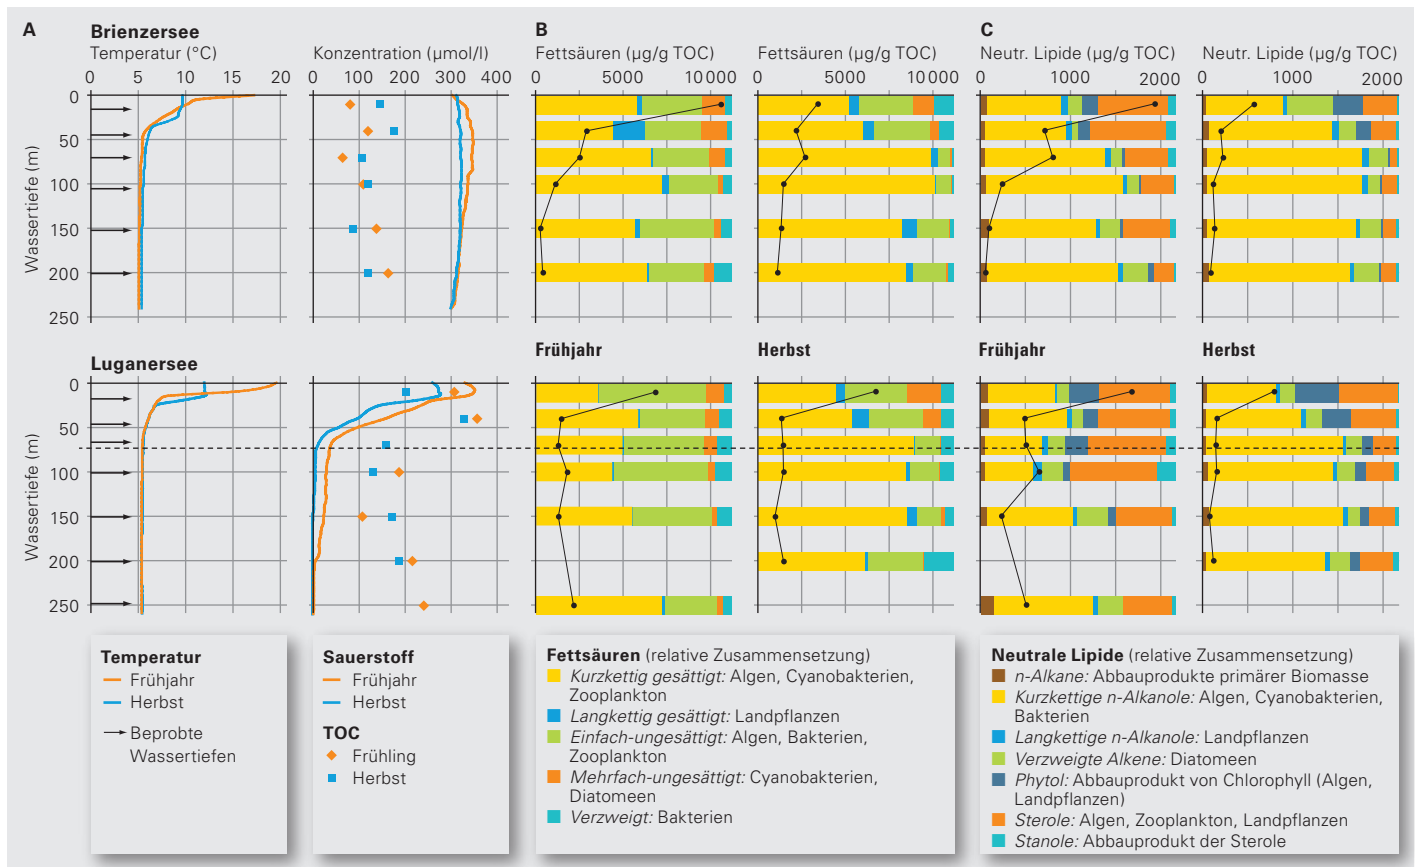 A
Brienzersee
Temperatur (°C)
0 5 10 15 20
Konzentration (µmol/l)
0 100 200 300 400
B
Fettsäuren (µg/g TOC)
0 5000 10000
Fettsäuren (µg/g TOC)
0 5000 10000
C
Neutr. Lipide (µg/g TOC)
0 1000 2000
Neutr. Lipide (µg/g TOC)
0 1000 2000
Wassertiefe (m)
0
50
100
150
200
250
Luganersee
Frühjahr
Herbst
Frühjahr
Herbst
Wassertiefe (m)
0
50
100
150
200
250
Temperatur
Frühjahr
Herbst
Beprobte
Wassertiefen
Sauerstoff
Frühjahr
Herbst
TOC
Frühling
Herbst
Fettsäuren (relative Zusammensetzung)
Kurzkettig gesättigt: Algen, Cyanobakterien,
Zooplankton
Langkettig gesättigt: Landpflanzen
Einfach-ungesättigt: Algen, Bakterien,
Zooplankton
Mehrfach-ungesättigt: Cyanobakterien,
Diatomeen
Verzweigt: Bakterien
Neutrale Lipide (relative Zusammensetzung)
n-Alkane: Abbauprodukte primärer Biomasse
Kurzkettige n-Alkanole: Algen, Cyanobakterien,
Bakterien
Langkettige n-Alkanole: Landpflanzen
Verzweigte Alkene: Diatomeen
Phytol: Abbauprodukt von Chlorophyll (Algen,
Landpflanzen)
Sterole: Algen, Zooplankton, Landpflanzen
Stanole: Abbauprodukt der Sterole